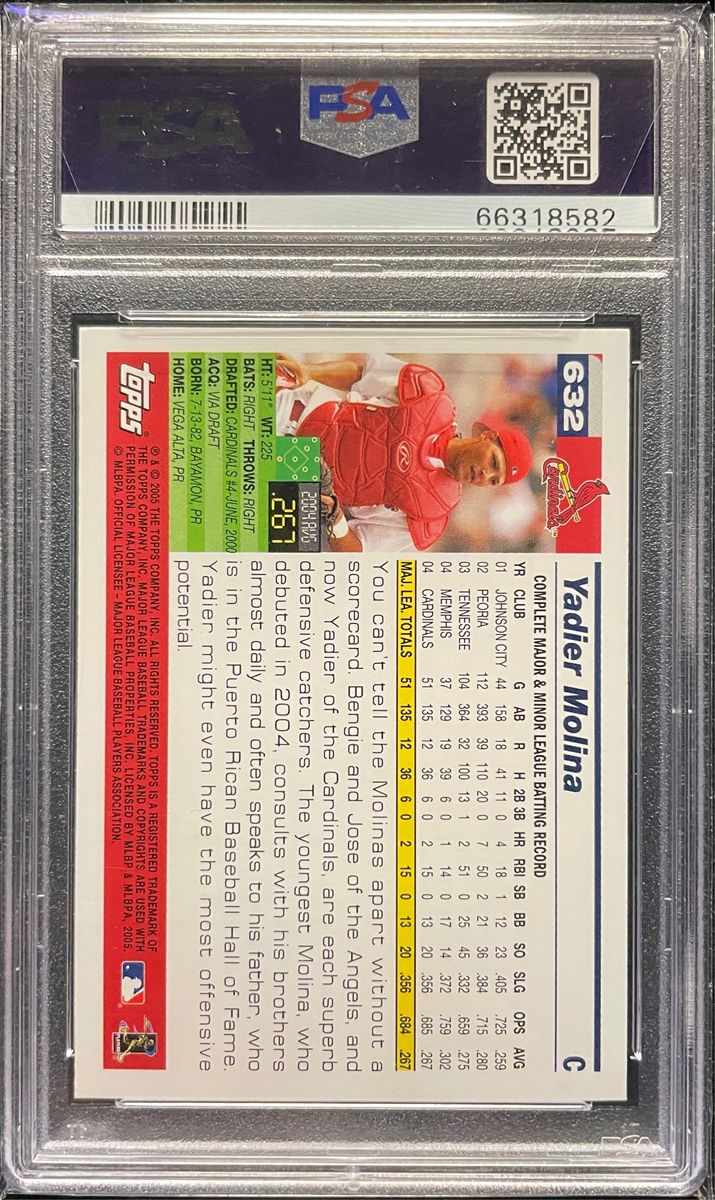 PSA
PSA
66318582
632
Cardinals
Yadier Molina
C
COMPLETE MAJOR & MINOR LEAGUE BATTING RECORD
YR CLUB G AB R H 2B 3B HR RBI SB BB SO SLG OPS AVG
01 JOHNSON CITY 44 158 18 41 11 0 4 18 1 12 23 .405 .725 .259
02 PEORIA 112 393 39 110 20 0 7 50 2 21 36 .384 .715 .280
03 TENNESSEE 104 364 32 100 13 1 2 51 0 25 45 .332 .659 .275
04 MEMPHIS 37 129 19 39 6 0 1 14 0 17 14 .372 .759 .302
04 CARDINALS 51 135 12 36 6 0 2 15 0 13 20 .356 .685 .267
MAJ. LEA. TOTALS 51 135 12 36 6 0 2 15 0 13 20 .356 .684 .267
2004 AVG
.267
HT: 5'11" WT: 225
BATS: RIGHT THROWS: RIGHT
DRAFTED: CARDINALS #4-JUNE, 2000
ACQ: VIA DRAFT
BORN: 7-13-82, BAYAMON, PR
HOME: VEGA ALTA, PR
You can't tell the Molinas apart without a
scorecard. Bengie and Jose of the Angels, and
now Yadier of the Cardinals, are each superb
defensive catchers. The youngest Molina, who
debuted in 2004, consults with his brothers
almost daily and often speaks to his father, who
is in the Puerto Rican Baseball Hall of Fame.
Yadier might even have the most offensive
potential.
topps
® & © 2005 THE TOPPS COMPANY, INC. ALL RIGHTS RESERVED. TOPPS IS A REGISTERED TRADEMARK OF
THE TOPPS COMPANY, INC. MAJOR LEAGUE BASEBALL TRADEMARKS AND COPYRIGHTS ARE USED WITH
PERMISSION OF MAJOR LEAGUE BASEBALL PROPERTIES, INC. LICENSED BY MLBP & MLBPA, 2005.
© MLBPA. OFFICIAL LICENSEE - MAJOR LEAGUE BASEBALL PLAYERS ASSOCIATION.
PSA